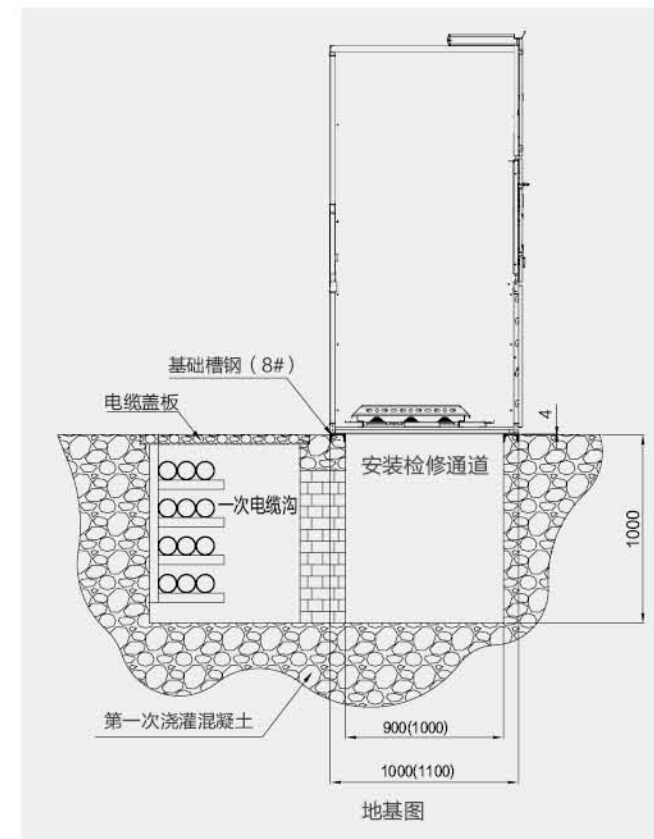 基础槽钢（8#）
电缆盖板
4
安装检修通道
一次电缆沟
1000
第一次浇灌混凝土
900(1000)
1000(1100)
地基图